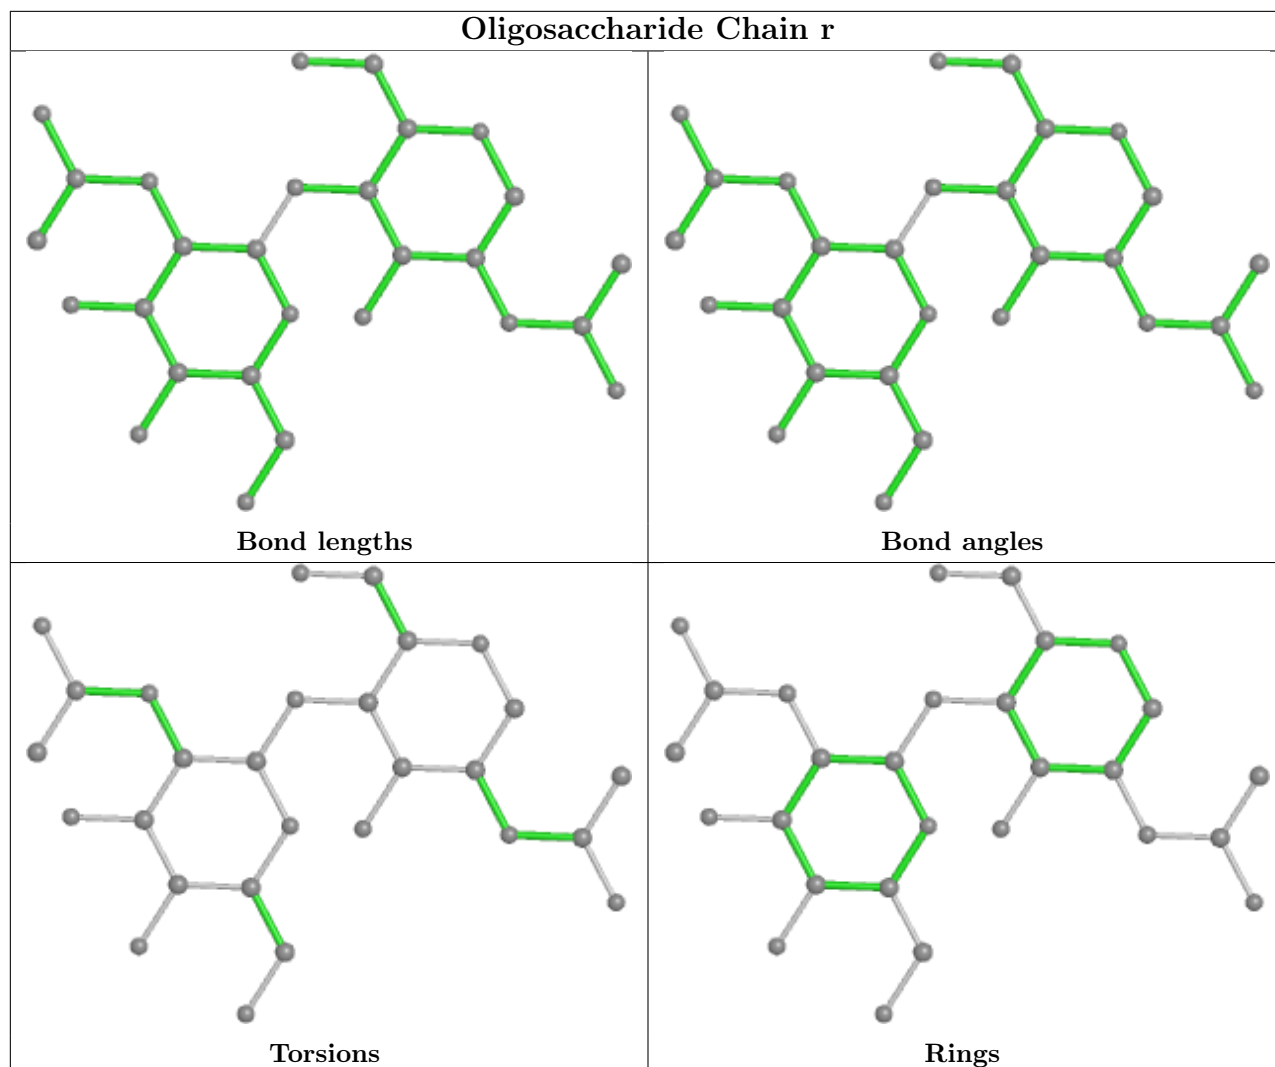 Oligosaccharide Chain r
Bond lengths
Bond angles
Torsions
Rings